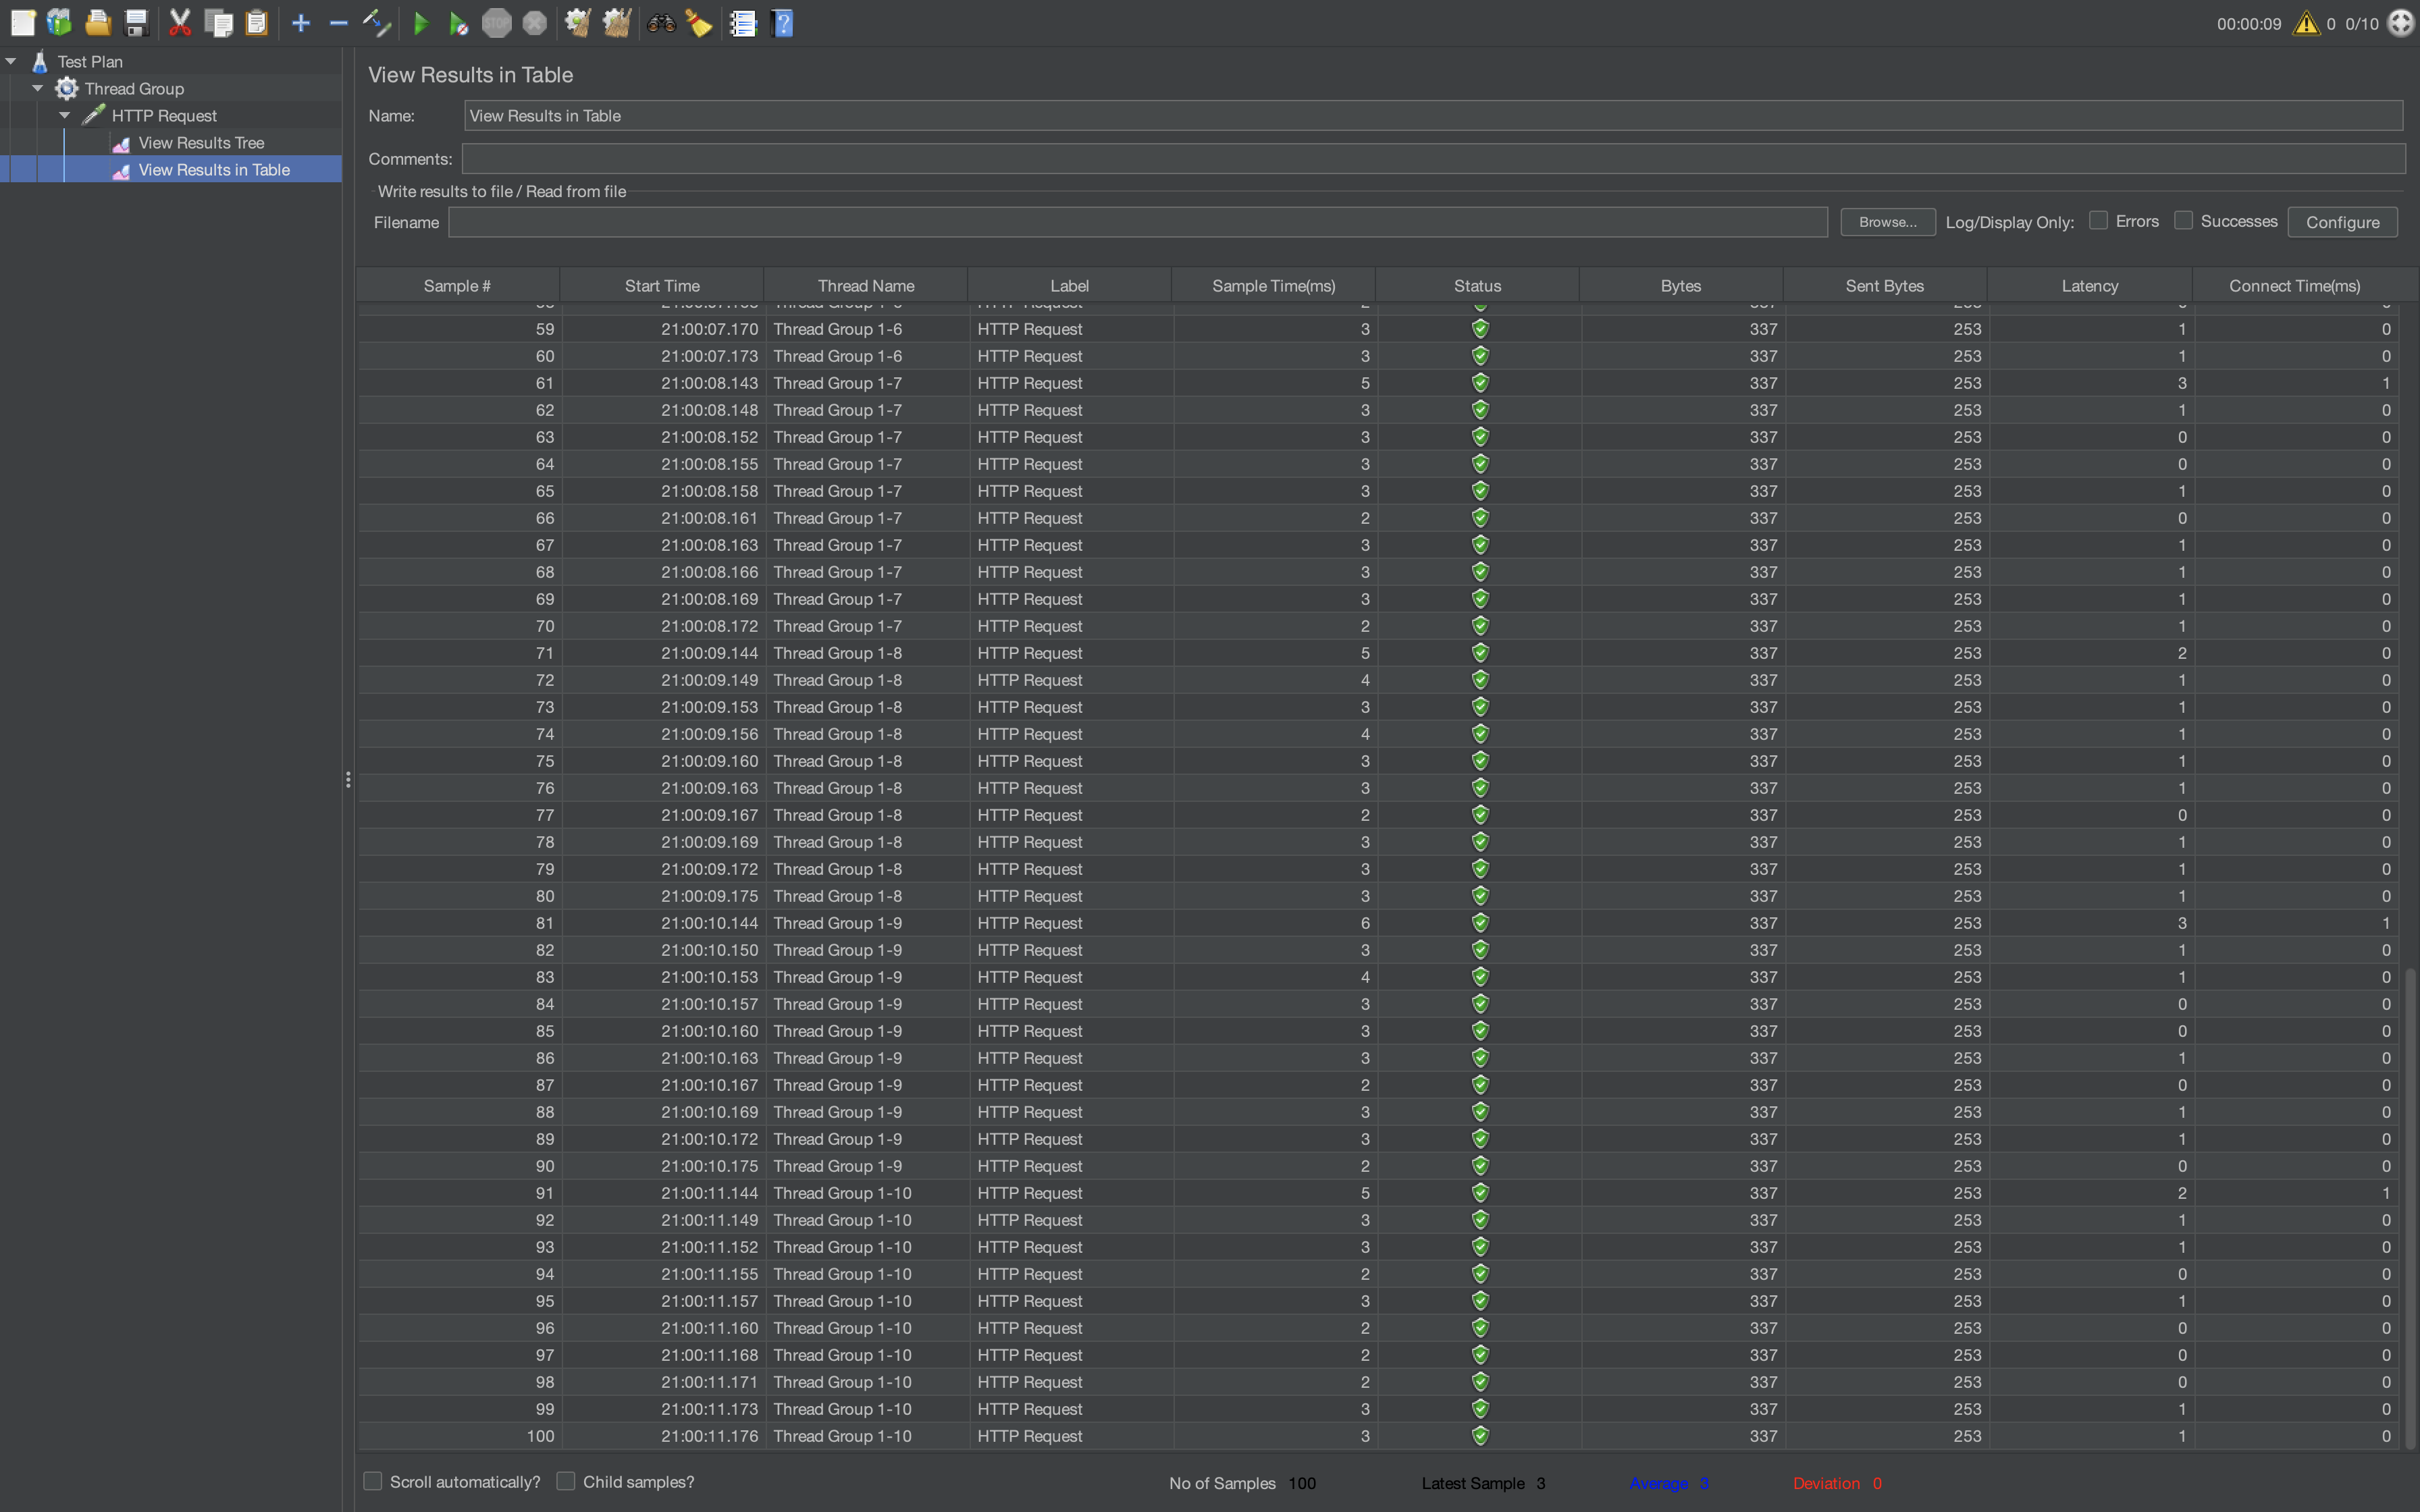 STOP
00:00:09 0 0/10
Test Plan
Thread Group
HTTP Request
View Results Tree
View Results in Table
View Results in Table
Name: View Results in Table
Comments:
Write results to file / Read from file
Filename Browse... Log/Display Only: Errors Successes Configure
Sample # Start Time Thread Name Label Sample Time(ms) Status Bytes Sent Bytes Latency Connect Time(ms)
59 21:00:07.170 Thread Group 1-6 HTTP Request 3 337 253 1 0
60 21:00:07.173 Thread Group 1-6 HTTP Request 3 337 253 1 0
61 21:00:08.143 Thread Group 1-7 HTTP Request 5 337 253 3 1
62 21:00:08.148 Thread Group 1-7 HTTP Request 3 337 253 1 0
63 21:00:08.152 Thread Group 1-7 HTTP Request 3 337 253 0 0
64 21:00:08.155 Thread Group 1-7 HTTP Request 3 337 253 0 0
65 21:00:08.158 Thread Group 1-7 HTTP Request 3 337 253 1 0
66 21:00:08.161 Thread Group 1-7 HTTP Request 2 337 253 0 0
67 21:00:08.163 Thread Group 1-7 HTTP Request 3 337 253 1 0
68 21:00:08.166 Thread Group 1-7 HTTP Request 3 337 253 1 0
69 21:00:08.169 Thread Group 1-7 HTTP Request 3 337 253 1 0
70 21:00:08.172 Thread Group 1-7 HTTP Request 2 337 253 1 0
71 21:00:09.144 Thread Group 1-8 HTTP Request 5 337 253 2 0
72 21:00:09.149 Thread Group 1-8 HTTP Request 4 337 253 1 0
73 21:00:09.153 Thread Group 1-8 HTTP Request 3 337 253 1 0
74 21:00:09.156 Thread Group 1-8 HTTP Request 4 337 253 1 0
75 21:00:09.160 Thread Group 1-8 HTTP Request 3 337 253 1 0
76 21:00:09.163 Thread Group 1-8 HTTP Request 3 337 253 1 0
77 21:00:09.167 Thread Group 1-8 HTTP Request 2 337 253 0 0
78 21:00:09.169 Thread Group 1-8 HTTP Request 3 337 253 1 0
79 21:00:09.172 Thread Group 1-8 HTTP Request 3 337 253 1 0
80 21:00:09.175 Thread Group 1-8 HTTP Request 3 337 253 1 0
81 21:00:10.144 Thread Group 1-9 HTTP Request 6 337 253 3 1
82 21:00:10.150 Thread Group 1-9 HTTP Request 3 337 253 1 0
83 21:00:10.153 Thread Group 1-9 HTTP Request 4 337 253 1 0
84 21:00:10.157 Thread Group 1-9 HTTP Request 3 337 253 0 0
85 21:00:10.160 Thread Group 1-9 HTTP Request 3 337 253 0 0
86 21:00:10.163 Thread Group 1-9 HTTP Request 3 337 253 1 0
87 21:00:10.167 Thread Group 1-9 HTTP Request 2 337 253 0 0
88 21:00:10.169 Thread Group 1-9 HTTP Request 3 337 253 1 0
89 21:00:10.172 Thread Group 1-9 HTTP Request 3 337 253 1 0
90 21:00:10.175 Thread Group 1-9 HTTP Request 2 337 253 0 0
91 21:00:11.144 Thread Group 1-10 HTTP Request 5 337 253 2 1
92 21:00:11.149 Thread Group 1-10 HTTP Request 3 337 253 1 0
93 21:00:11.152 Thread Group 1-10 HTTP Request 3 337 253 1 0
94 21:00:11.155 Thread Group 1-10 HTTP Request 2 337 253 0 0
95 21:00:11.157 Thread Group 1-10 HTTP Request 3 337 253 1 0
96 21:00:11.160 Thread Group 1-10 HTTP Request 2 337 253 0 0
97 21:00:11.168 Thread Group 1-10 HTTP Request 2 337 253 0 0
98 21:00:11.171 Thread Group 1-10 HTTP Request 2 337 253 0 0
99 21:00:11.173 Thread Group 1-10 HTTP Request 3 337 253 1 0
100 21:00:11.176 Thread Group 1-10 HTTP Request 3 337 253 1 0
Scroll automatically? Child samples? No of Samples 100 Latest Sample 3 Average 3 Deviation 0